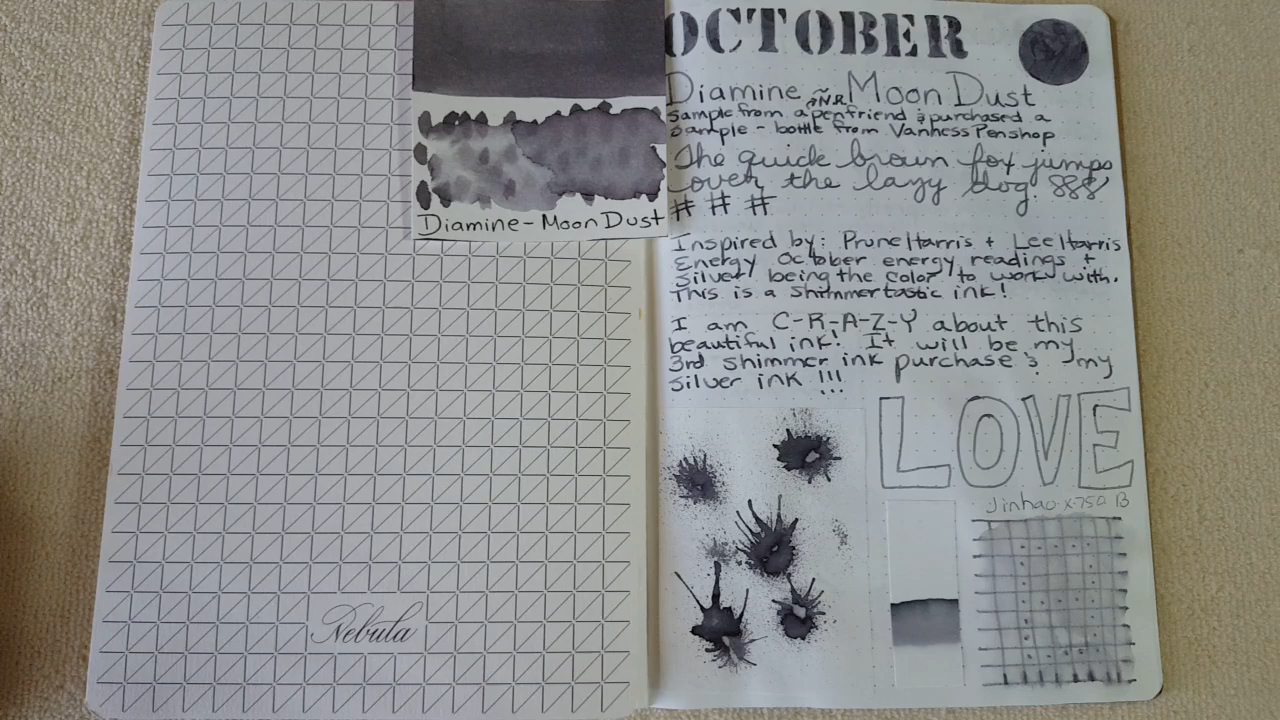 OCTOBER
Diamine Moon Dust
Sample from a penfriend & purchased a
sample - bottle from Vanness Penshop
The quick brown fox jumps
over the lazy dog. 888
# # #
Inspired by: Prune Harris + Lee Harris
Energy October energy readings +
Silver being the color to work with.
This is a shimmertastic ink!
I am C-R-A-Z-Y about this
beautiful ink! It will be my
3rd shimmer ink purchase & my
silver ink !!!
LOVE
Jinhao-X-750 B
Diamine - Moon Dust
Nebula